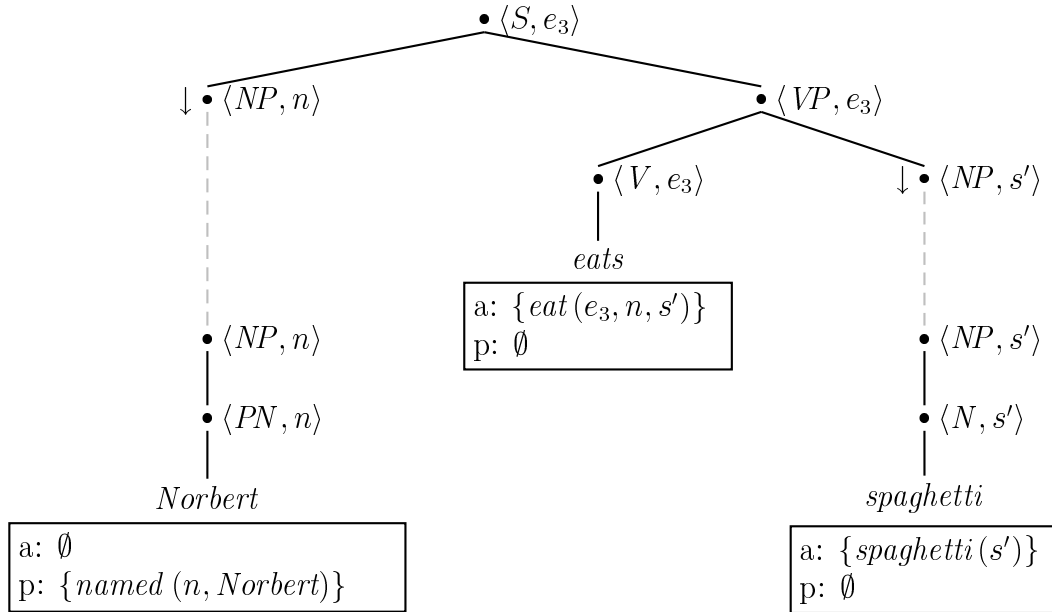 ⟨S, e₃⟩
↓ ⟨NP, n⟩ ⟨VP, e₃⟩
⟨V, e₃⟩ ↓ ⟨NP, s′⟩
eats
a: {eat(e₃, n, s′)}
p: ∅
⟨NP, n⟩ ⟨NP, s′⟩
⟨PN, n⟩ ⟨N, s′⟩
Norbert spaghetti
a: ∅
p: {named (n, Norbert)}
a: {spaghetti(s′)}
p: ∅